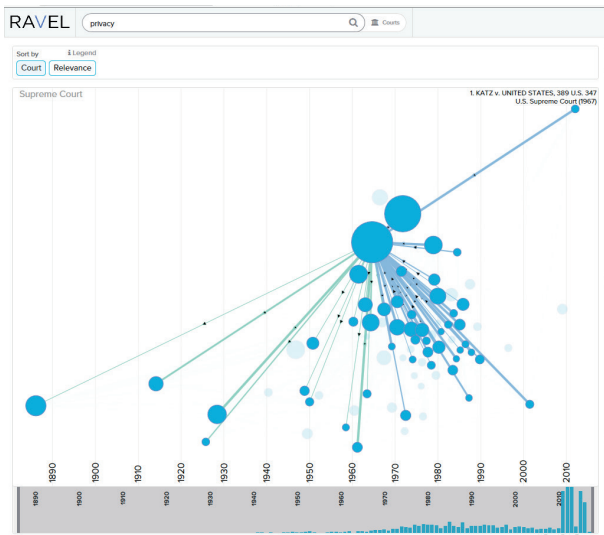 RAVEL
privacy
Courts
Sort by
Legend
Court
Relevance
Supreme Court
1. KATZ v. UNITED STATES, 389 U.S. 347
U.S. Supreme Court (1967)
1890 1900 1910 1920 1930 1940 1950 1960 1970 1980 1990 2000 2010
1890 1900 1910 1920 1930 1940 1950 1960 1970 1980 1990 2000 2010